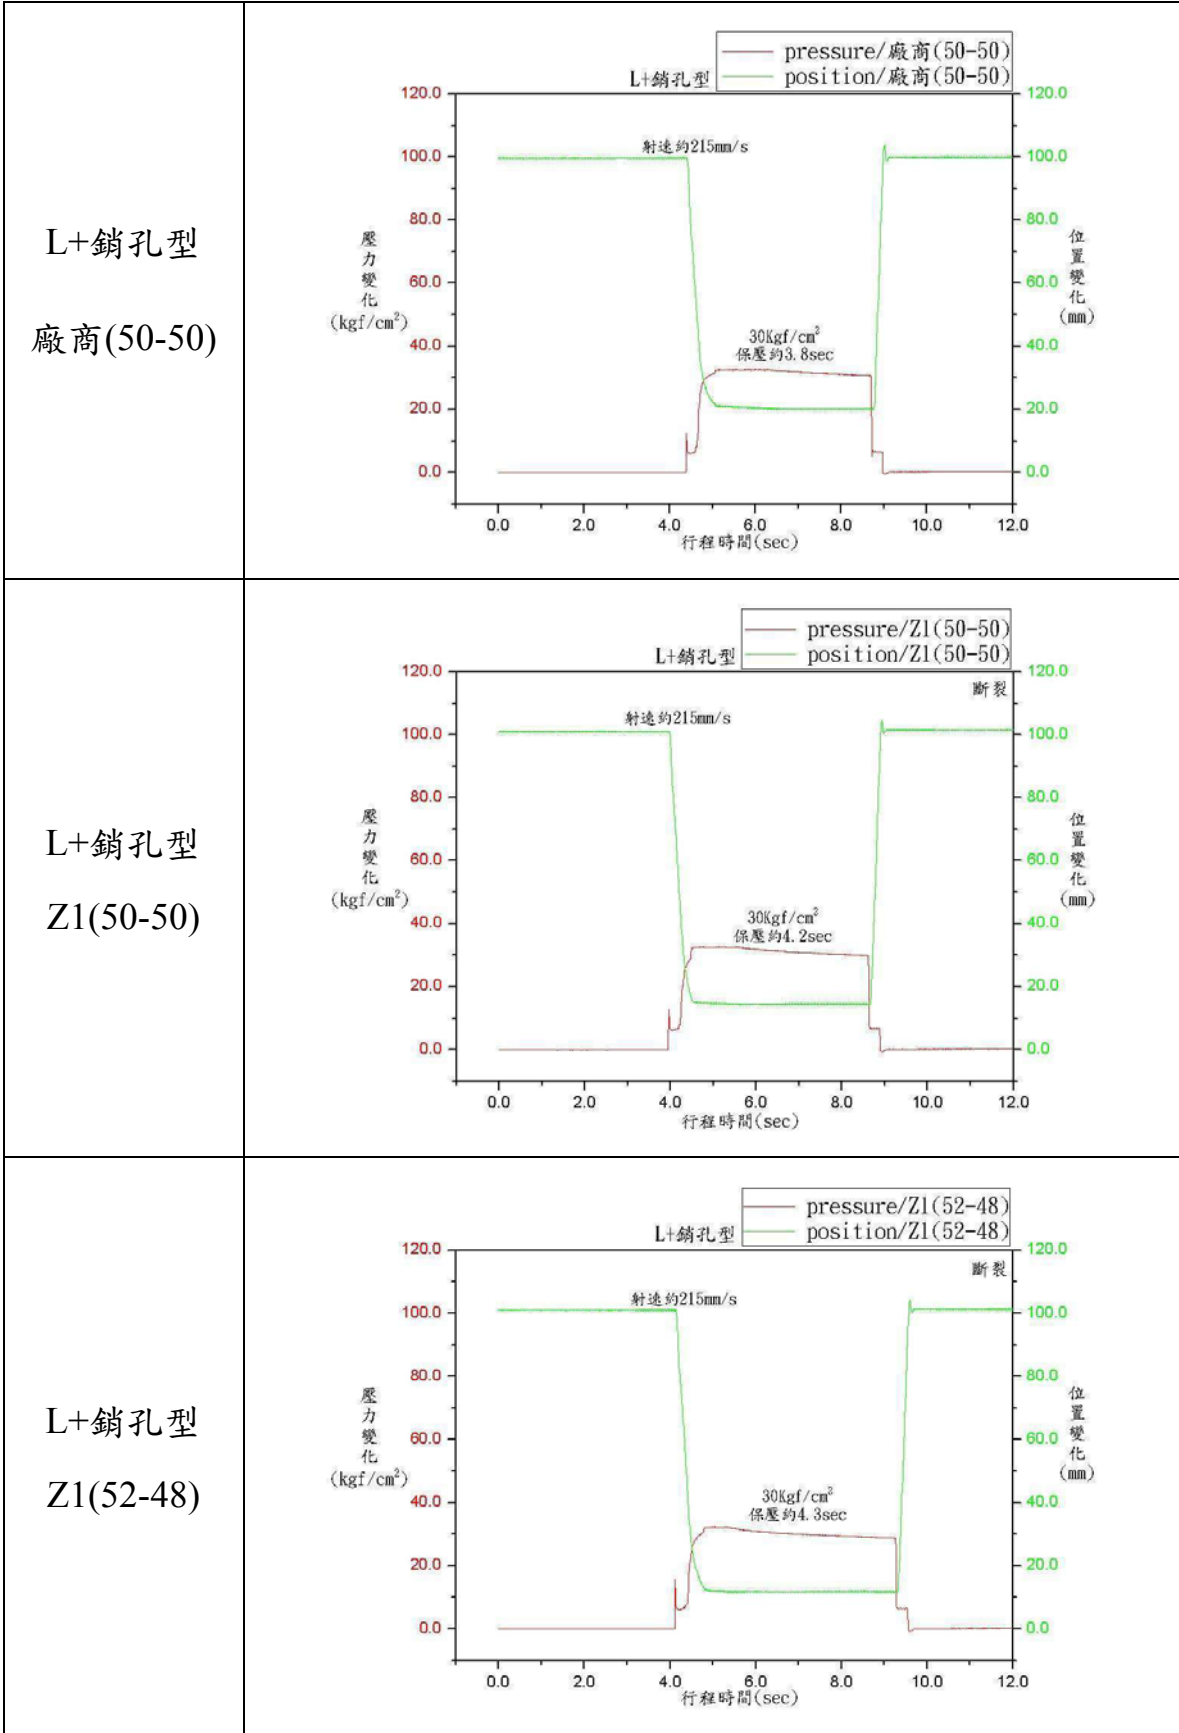 L+銷孔型
廠商(50-50)
pressure/廠商(50-50)
position/廠商(50-50)
L+銷孔型
120.0
100.0
80.0
60.0
40.0
20.0
0.0
壓力變化
(kgf/cm²)
射速約215mm/s
30Kgf/cm²
保壓約3.8sec
120.0
100.0
80.0
60.0
40.0
20.0
0.0
位置變化
(mm)
0.0 2.0 4.0 6.0 8.0 10.0 12.0
行程時間(sec)
L+銷孔型
Z1(50-50)
pressure/Z1(50-50)
position/Z1(50-50)
L+銷孔型
120.0
100.0
80.0
60.0
40.0
20.0
0.0
壓力變化
(kgf/cm²)
斷裂
射速約215mm/s
30Kgf/cm²
保壓約4.2sec
120.0
100.0
80.0
60.0
40.0
20.0
0.0
位置變化
(mm)
0.0 2.0 4.0 6.0 8.0 10.0 12.0
行程時間(sec)
L+銷孔型
Z1(52-48)
pressure/Z1(52-48)
position/Z1(52-48)
L+銷孔型
120.0
100.0
80.0
60.0
40.0
20.0
0.0
壓力變化
(kgf/cm²)
斷裂
射速約215mm/s
30Kgf/cm²
保壓約4.3sec
120.0
100.0
80.0
60.0
40.0
20.0
0.0
位置變化
(mm)
0.0 2.0 4.0 6.0 8.0 10.0 12.0
行程時間(sec)